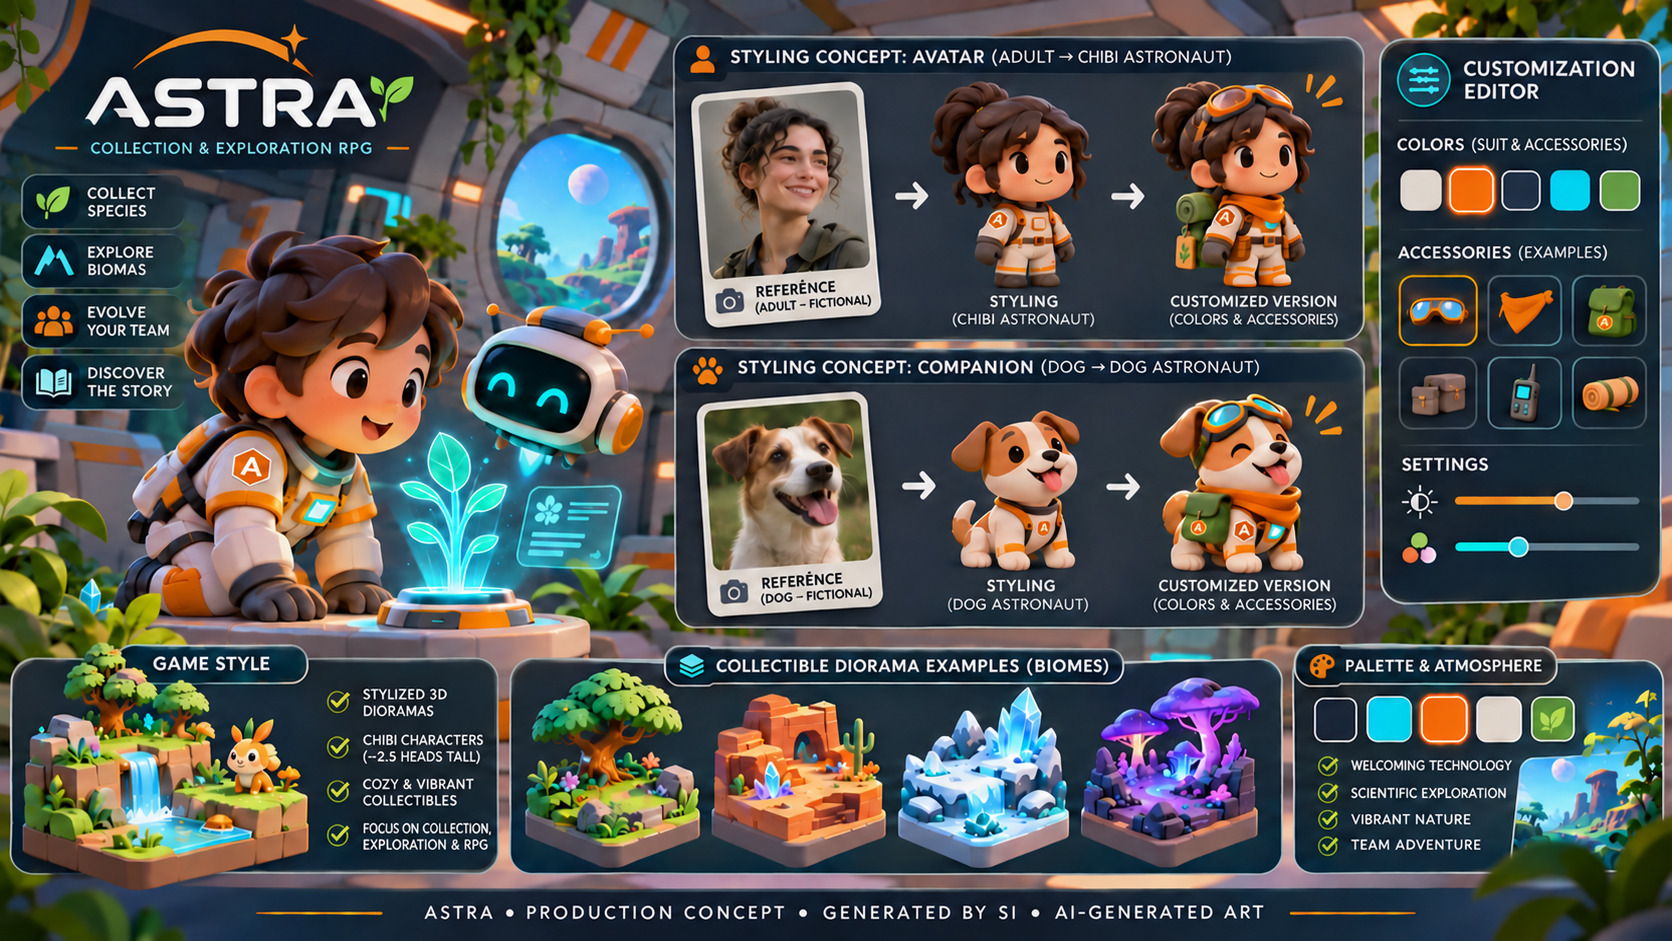 ASTRA
COLLECTION & EXPLORATION RPG
COLLECT
SPECIES
EXPLORE
BIOMAS
EVOLVE
YOUR TEAM
DISCOVER
THE STORY
A
STYLING CONCEPT: AVATAR (ADULT → CHIBI ASTRONAUT)
REFERÊNCE
(ADULT – FICTIONAL)
A
STYLING
(CHIBI ASTRONAUT)
A
CUSTOMIZED VERSION
(COLORS & ACCESSORIES)
STYLING CONCEPT: COMPANION (DOG → DOG ASTRONAUT)
REFERÊNCE
(DOG – FICTIONAL)
A
STYLING
(DOG ASTRONAUT)
A
A
CUSTOMIZED VERSION
(COLORS & ACCESSORIES)
CUSTOMIZATION
EDITOR
COLORS (SUIT & ACCESSORIES)
ACCESSORIES (EXAMPLES)
A
SETTINGS
GAME STYLE
STYLIZED 3D
DIORAMAS
CHIBI CHARACTERS
(~2.5 HEADS TALL)
COZY & VIBRANT
COLLECTIBLES
FOCUS ON COLLECTION,
EXPLORATION & RPG
COLLECTIBLE DIORAMA EXAMPLES (BIOMES)
PALETTE & ATMOSPHERE
WELCOMING TECHNOLOGY
SCIENTIFIC EXPLORATION
VIBRANT NATURE
TEAM ADVENTURE
ASTRA • PRODUCTION CONCEPT • GENERATED BY SI • AI-GENERATED ART